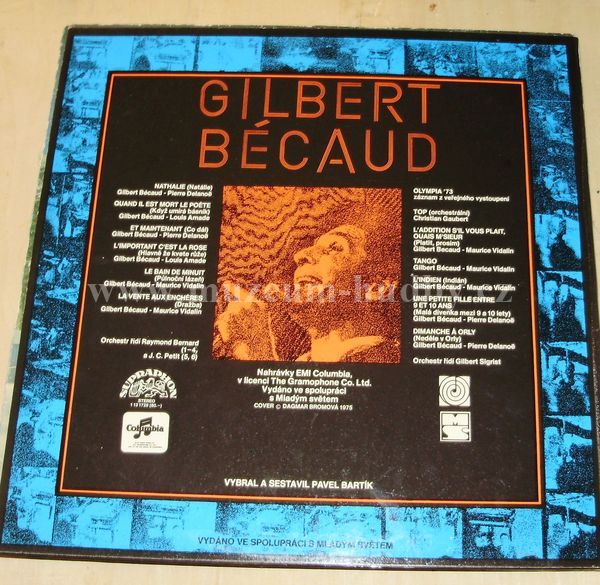 GILBERT
BÉCAUD
NATHALIE (Natálie)
Gilbert Bécaud - Pierre Delanoë
QUAND IL EST MORT LE POÈTE
(Když umírá básník)
Gilbert Bécaud - Louis Amade
ET MAINTENANT (Co dál)
Gilbert Bécaud - Pierre Delanoë
L'IMPORTANT C'EST LA ROSE
(Hlavně že kvete růže)
Gilbert Bécaud - Louis Amade
LE BAIN DE MINUIT
(Půlnoční lázeň)
Gilbert Bécaud - Maurice Vidalin
LA VENTE AUX ENCHÈRES
(Dražba)
Gilbert Bécaud - Maurice Vidalin
Orchestr řídí Raymond Bernard
(1–4)
a J. C. Petit (5, 6)
OLYMPIA '73
záznam z veřejného vystoupení
TOP (orchestrální)
Christian Gaubert
L'ADDITION S'IL VOUS PLAIT,
OUAIS M'SIEUR
(Platit, prosím)
Gilbert Bécaud - Maurice Vidalin
TANGO
Gilbert Bécaud - Maurice Vidalin
L'INDIEN (Indián)
Gilbert Bécaud - Maurice Vidalin
UNE PETITE FILLE ENTRE
9 ET 10 ANS
(Malá dívenka mezi 9 a 10 lety)
Gilbert Bécaud - Pierre Delanoë
DIMANCHE À ORLY
(Neděle v Orly)
Gilbert Bécaud - Pierre Delanoë
Orchestr řídí Gilbert Sigrist
Nahrávky EMI Columbia,
v licenci The Gramophone Co. Ltd.
Vydáno ve spolupráci
s Mladým světem
COVER © DAGMAR BROMOVÁ 1975
SUPRAPHON
STEREO
Columbia
VYBRAL A SESTAVIL PAVEL BARTÍK
VYDÁNO VE SPOLUPRÁCI S MLADÝM SVĚTEM